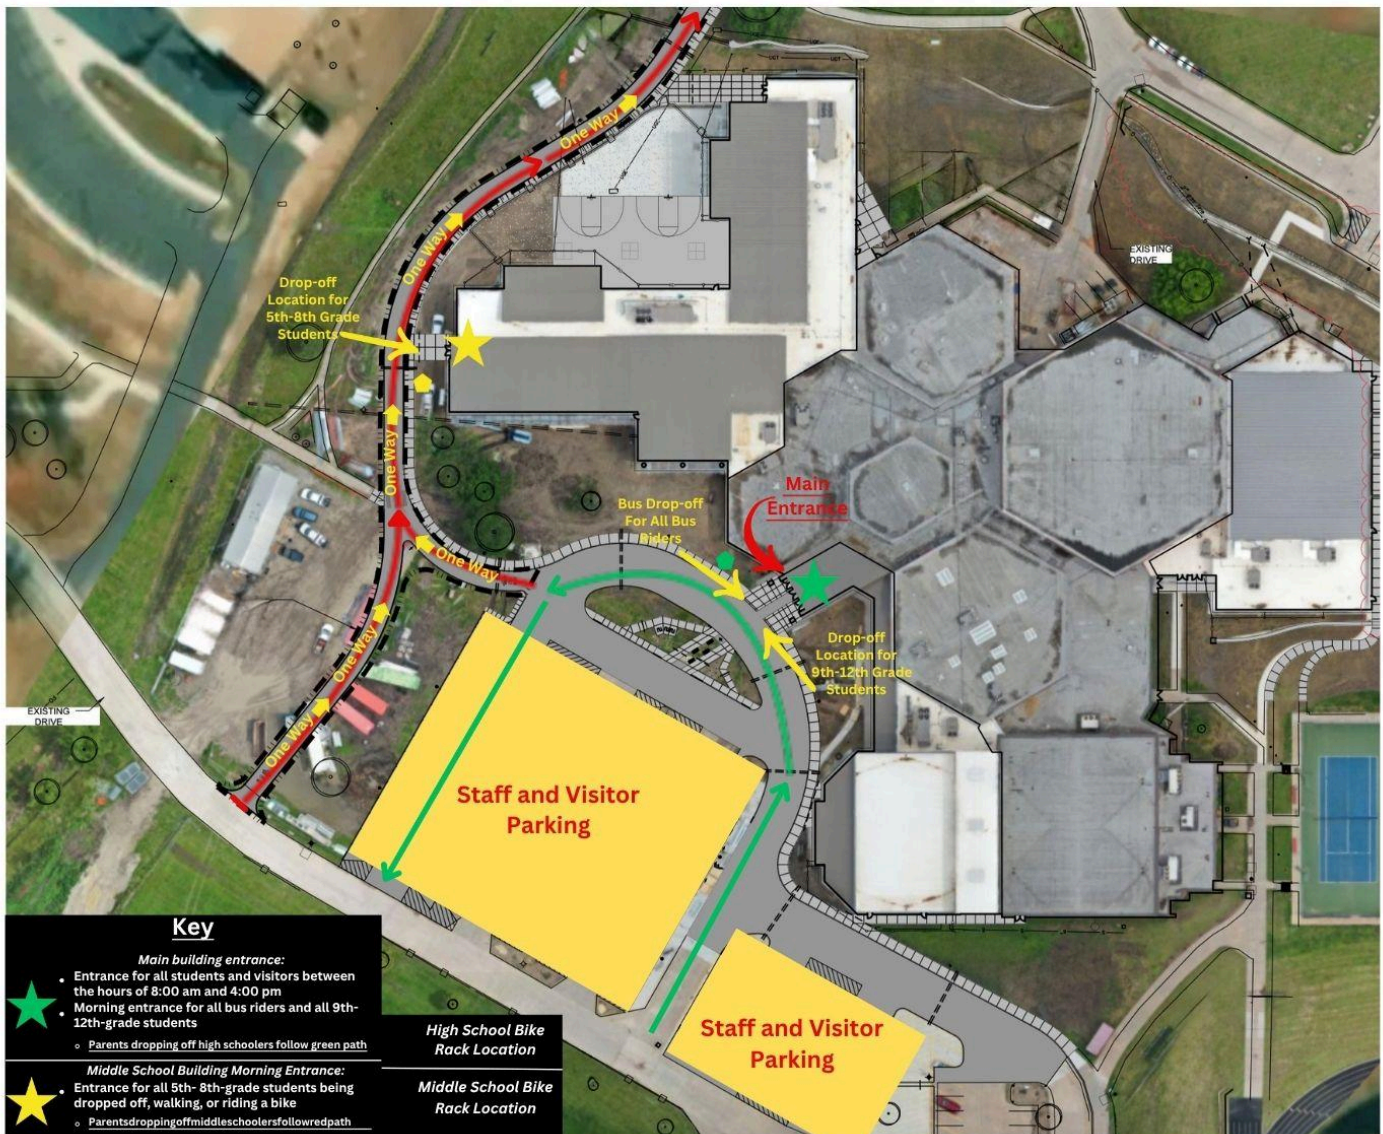 One Way
One Way
Drop-off
Location for
5th-8th Grade
Students
EXISTING
DRIVE
One Way
Main
Entrance
Bus Drop-off
For All Bus
Riders
One Way
Drop-off
Location for
9th-12th Grade
Students
One Way
EXISTING
DRIVE
One Way
Staff and Visitor
Parking
Staff and Visitor
Parking
Key
Main building entrance:
• Entrance for all students and visitors between
the hours of 8:00 am and 4:00 pm
• Morning entrance for all bus riders and all 9th-
12th-grade students
○ Parents dropping off high schoolers follow green path
Middle School Building Morning Entrance:
• Entrance for all 5th- 8th-grade students being
dropped off, walking, or riding a bike
○ Parentsdroppingoffmiddleschoolersfollowredpath
High School Bike
Rack Location
Middle School Bike
Rack Location